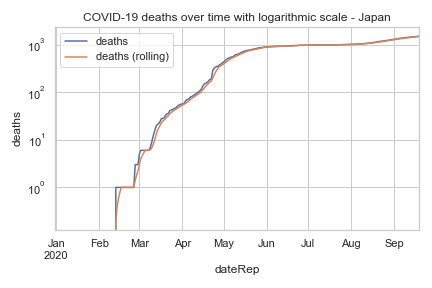 COVID-19 deaths over time with logarithmic scale - Japan
deaths
deaths (rolling)
10³
10²
10¹
10⁰
deaths
Jan Feb Mar Apr May Jun Jul Aug Sep
2020
dateRep